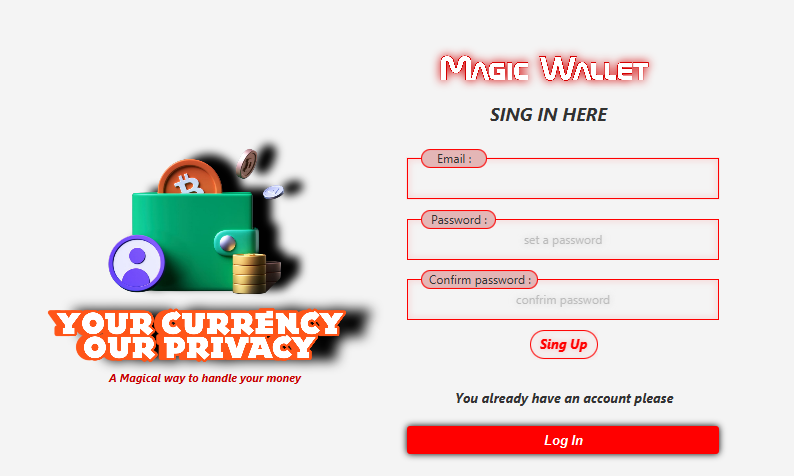 Magic Wallet
SING IN HERE
Email :
Password :
set a password
Confirm password :
confrim password
Sing Up
You already have an account please
Log In
YOUR CURRENCY
OUR PRIVACY
A Magical way to handle your money